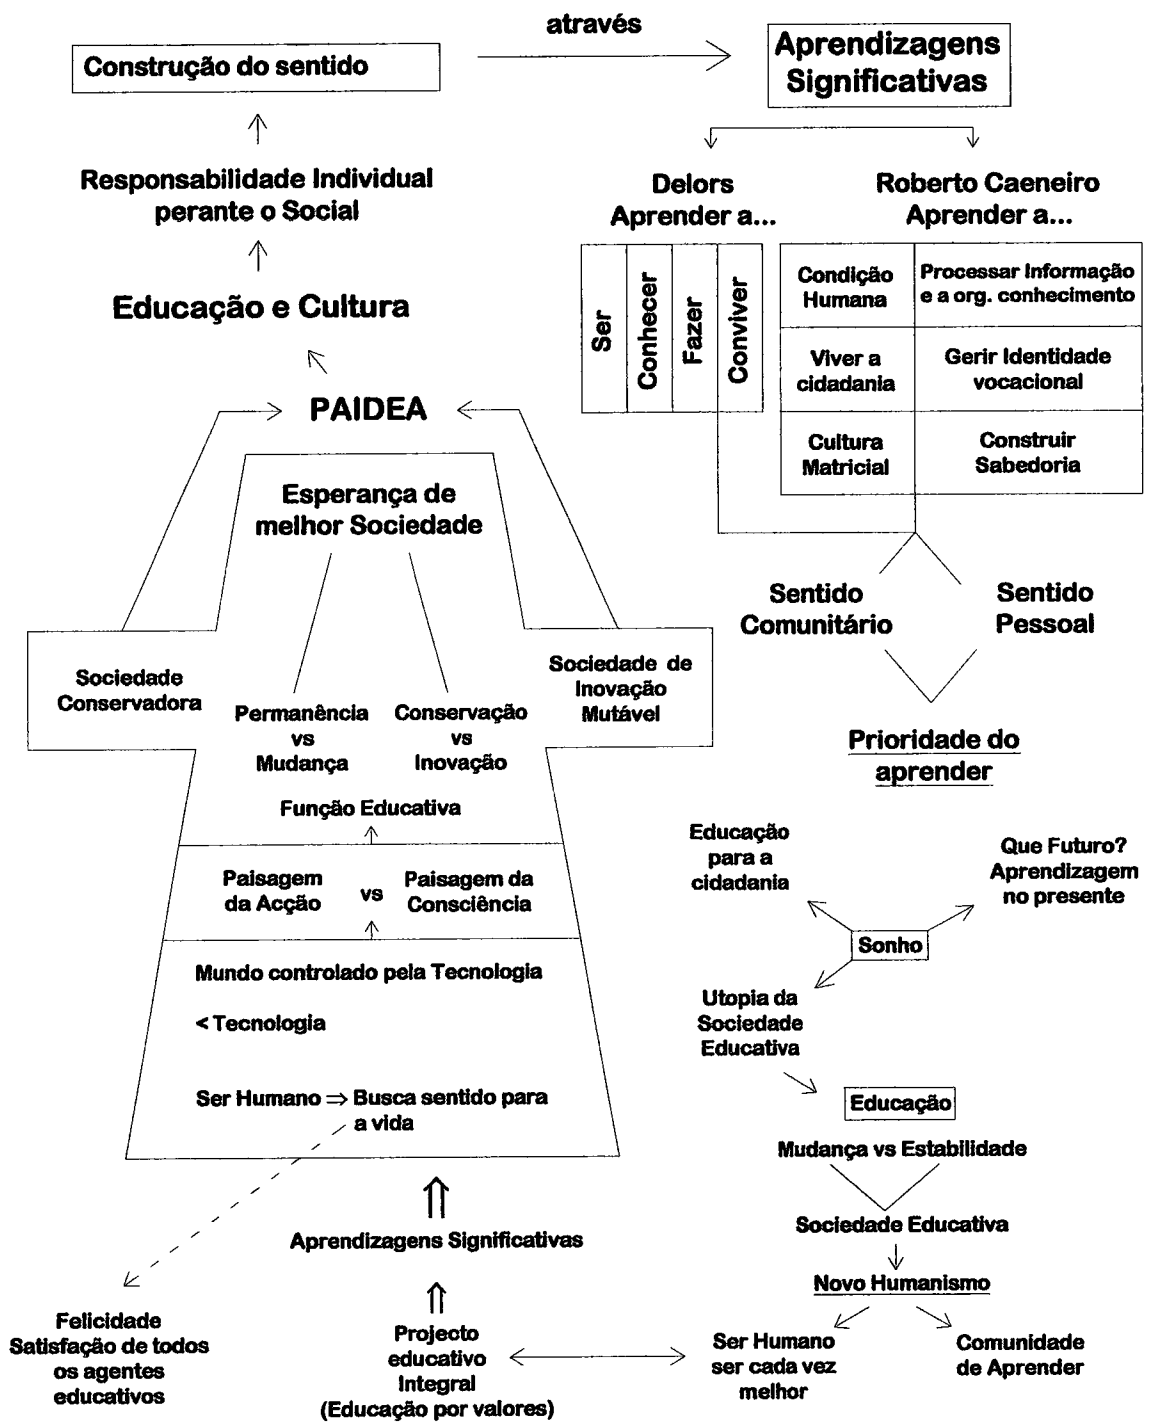 através
Construção do sentido
Aprendizagens
Significativas
Responsabilidade Individual
perante o Social
Educação e Cultura
PAIDEA
Delors
Aprender a...
Ser
Conhecer
Fazer
Conviver
Roberto Caeneiro
Aprender a...
Condição
Humana
Processar Informação
e a org. conhecimento
Viver a
cidadania
Gerir Identidade
vocacional
Cultura
Matricial
Construir
Sabedoria
Sentido
Comunitário
Sentido
Pessoal
Prioridade do
aprender
Esperança de
melhor Sociedade
Sociedade
Conservadora
Sociedade de
Inovação
Mutável
Permanência
vs
Mudança
Conservação
vs
Inovação
Função Educativa
Paisagem
da Acção
vs
Paisagem da
Consciência
Mundo controlado pela Tecnologia
< Tecnologia
Ser Humano ⇒ Busca sentido para
a vida
Aprendizagens Significativas
Felicidade
Satisfação de todos
os agentes
educativos
Projecto
educativo
Integral
(Educação por valores)
Educação
para a
cidadania
Que Futuro?
Aprendizagem
no presente
Sonho
Utopia da
Sociedade
Educativa
Educação
Mudança vs Estabilidade
Sociedade Educativa
Novo Humanismo
Ser Humano
ser cada vez
melhor
Comunidade
de Aprender